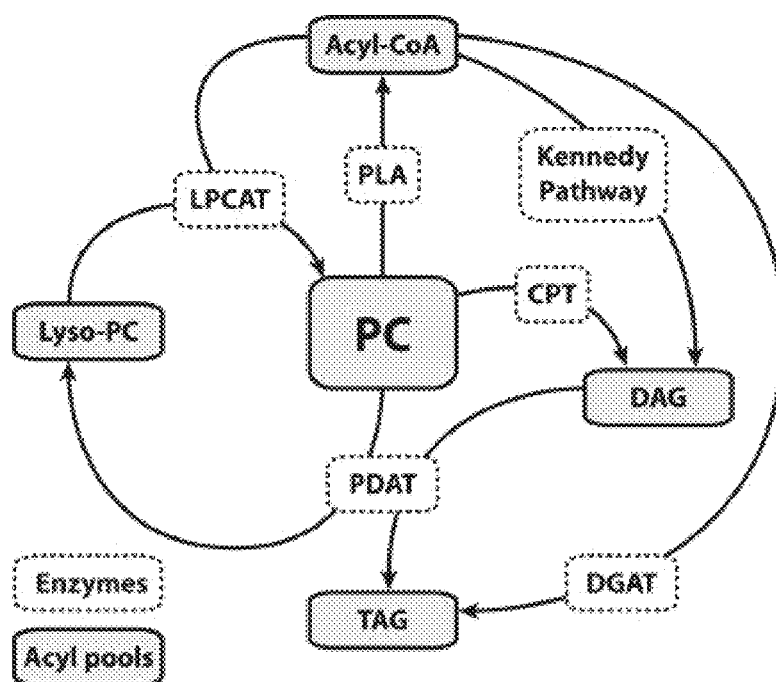 Acyl-CoA
PLA
Kennedy
Pathway
LPCAT
CPT
Lyso-PC
PC
DAG
PDAT
Enzymes
DGAT
TAG
Acyl pools